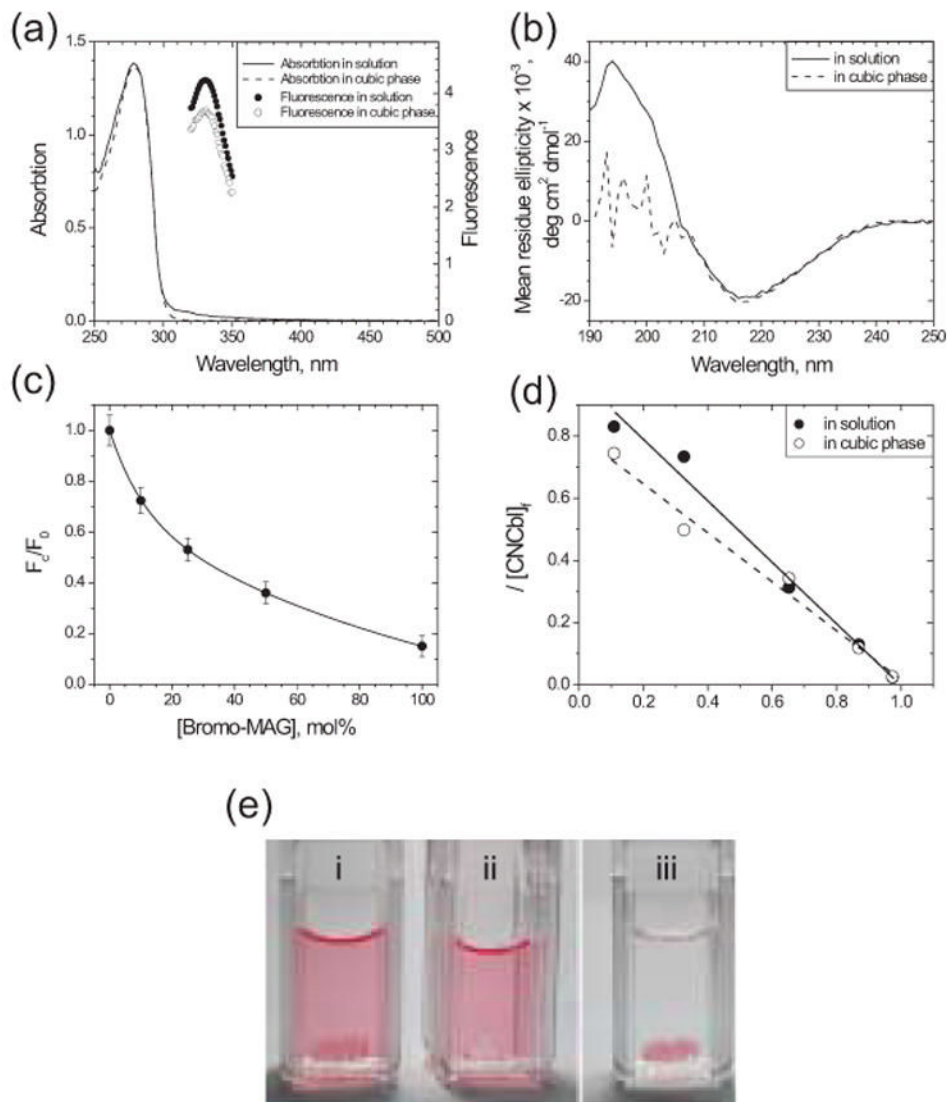 (a)
1.5
1.0
0.5
0.0
Absorbtion
Absorbtion in solution
Absorbtion in cubic phase
Fluorescence in solution
Fluorescence in cubic phase
4
3
2
1
0
Fluorescence
250 300 350 400 450 500
Wavelength, nm
(b)
40
20
0
-20
Mean residue ellipticity x 10-3,
deg cm2 dmol-1
in solution
in cubic phase
190 200 210 220 230 240 250
Wavelength, nm
(c)
1.0
0.8
0.6
0.4
0.2
0.0
Fc/F0
0 20 40 60 80 100
[Bromo-MAG], mol%
(d)
0.8
0.6
0.4
0.2
0.0
/ [CNCbl]f
in solution
in cubic phase
0.0 0.2 0.4 0.6 0.8 1.0
(e)
i ii iii